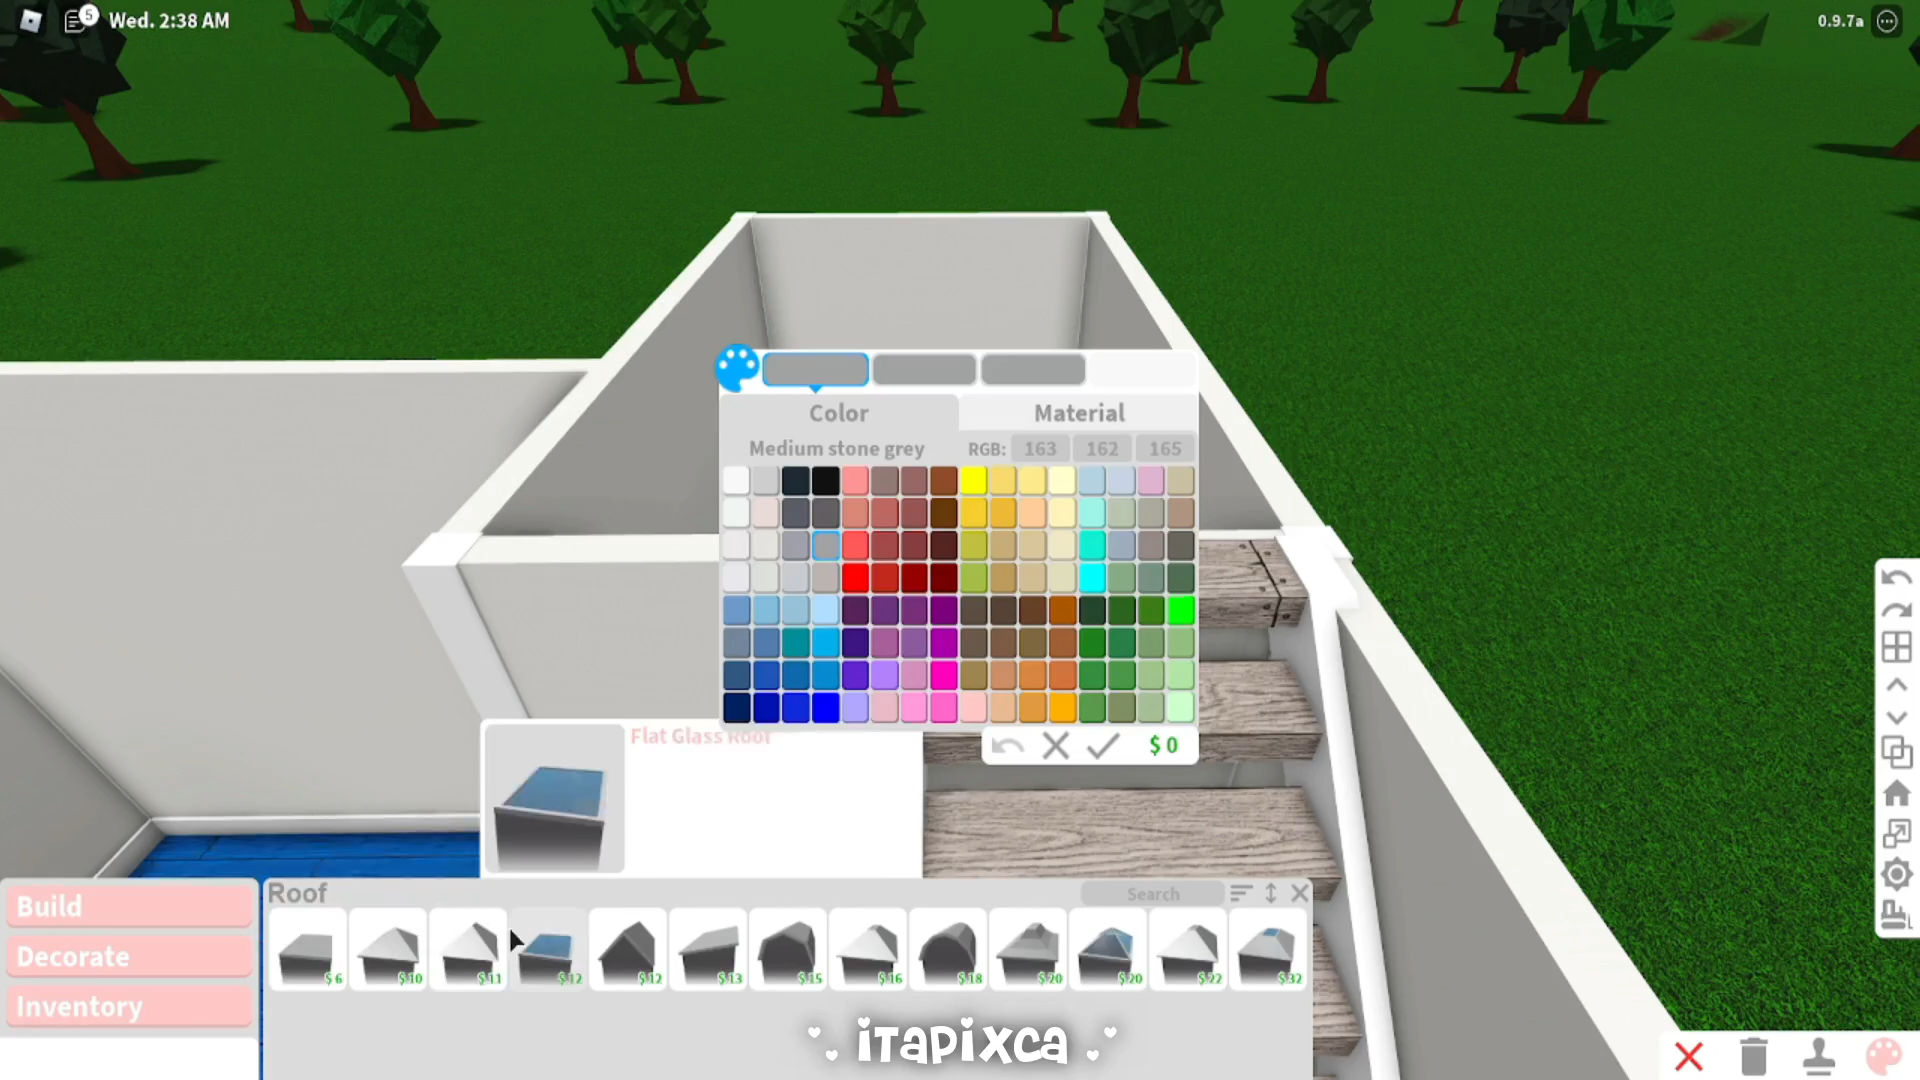 5 Wed. 2:38 AM
0.9.7a
Color Material
Medium stone grey RGB: 163 162 165
Flat Glass Roof
$ 0
Build
Decorate
Inventory
Roof
Search
$6 $10 $11 $12 $12 $13 $15 $16 $18 $20 $20 $22 $32
itapixca